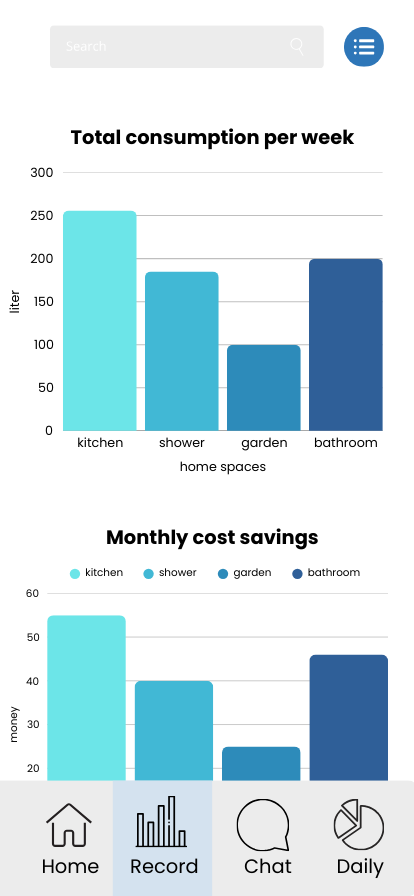 Search
Total consumption per week
300
250
200
150
100
50
0
liter
kitchen shower garden bathroom
home spaces
Monthly cost savings
kitchen shower garden bathroom
60
50
40
30
20
money
Home Record Chat Daily